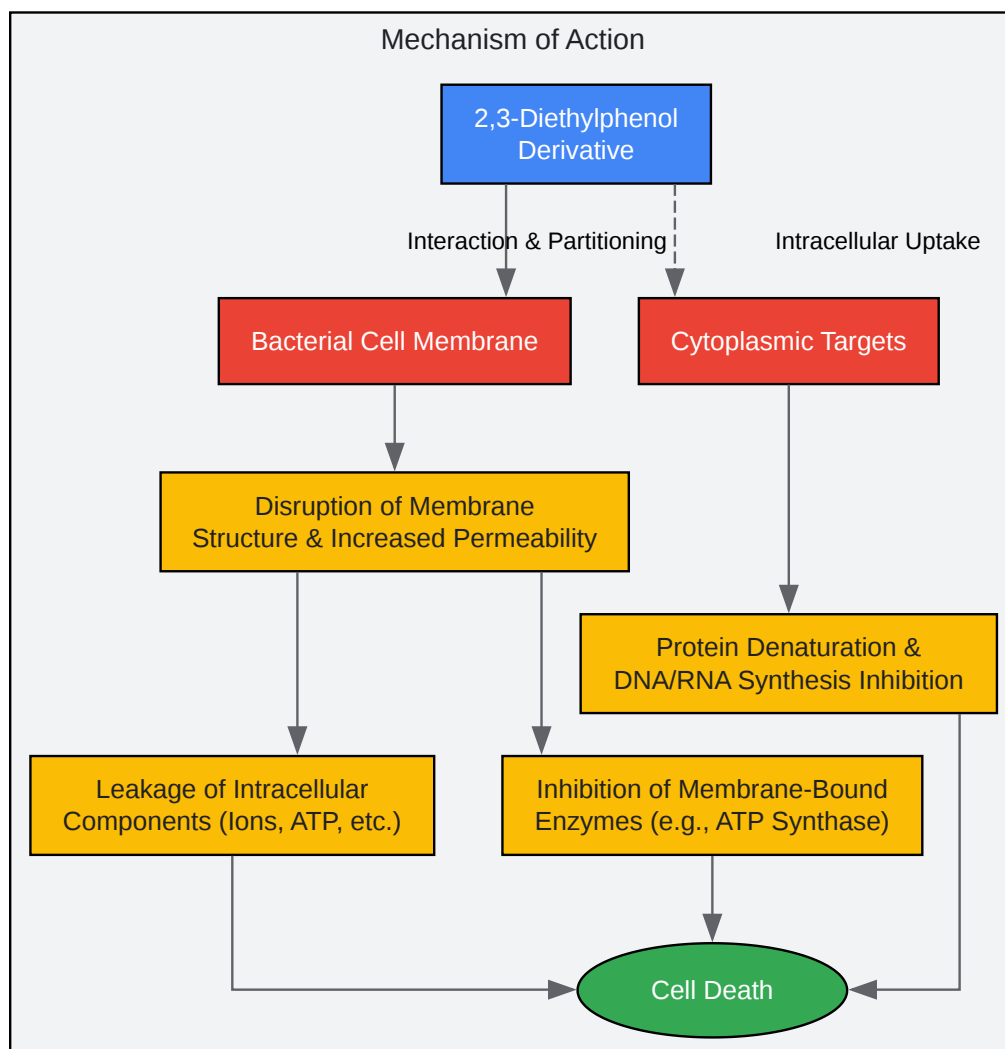 Mechanism of Action
2,3-Diethylphenol
Derivative
Interaction & Partitioning
Intracellular Uptake
Bacterial Cell Membrane
Cytoplasmic Targets
Disruption of Membrane
Structure & Increased Permeability
Protein Denaturation &
DNA/RNA Synthesis Inhibition
Leakage of Intracellular
Components (Ions, ATP, etc.)
Inhibition of Membrane-Bound
Enzymes (e.g., ATP Synthase)
Cell Death